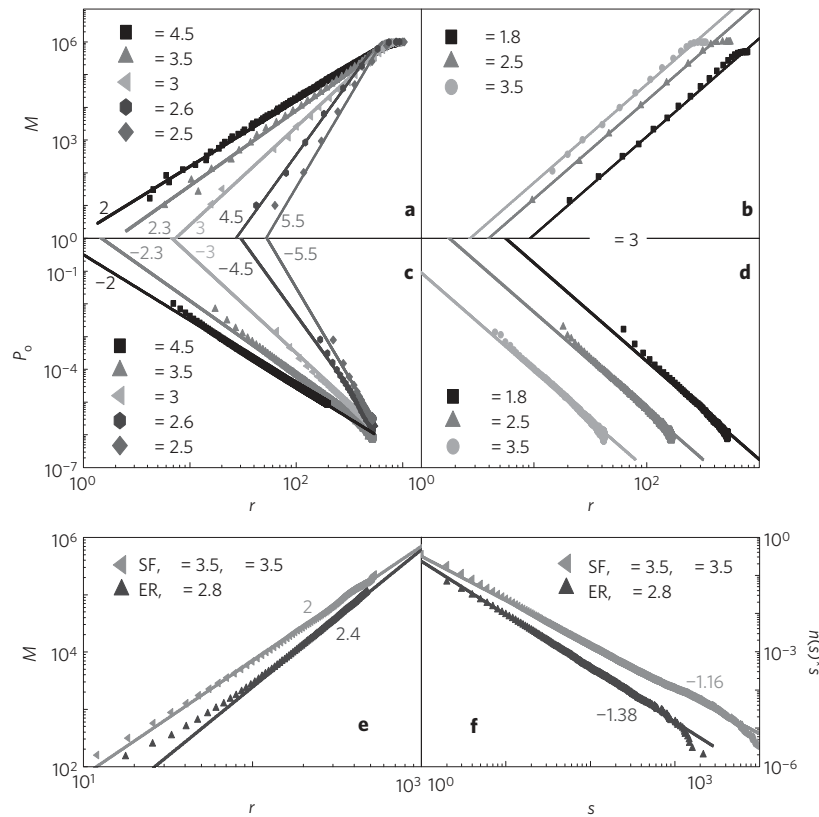 = 4.5
= 3.5
= 3
= 2.6
= 2.5
10⁶
10³
10⁰
M
2
2.3
3
4.5
5.5
a
= 1.8
= 2.5
= 3.5
b
= 3
−2
−2.3
−3
−4.5
−5.5
c
= 4.5
= 3.5
= 3
= 2.6
= 2.5
10⁻¹
10⁻⁴
10⁻⁷
Pₒ
10⁰
10²
r
d
= 1.8
= 2.5
= 3.5
10¹
10⁰
10²
r
SF, = 3.5, = 3.5
ER, = 2.8
10⁶
10⁴
10²
M
2
2.4
e
10¹
10³
r
SF, = 3.5, = 3.5
ER, = 2.8
10⁰
10⁻³
10⁻⁶
n(s)*s
−1.16
−1.38
f
10⁰
10³
s